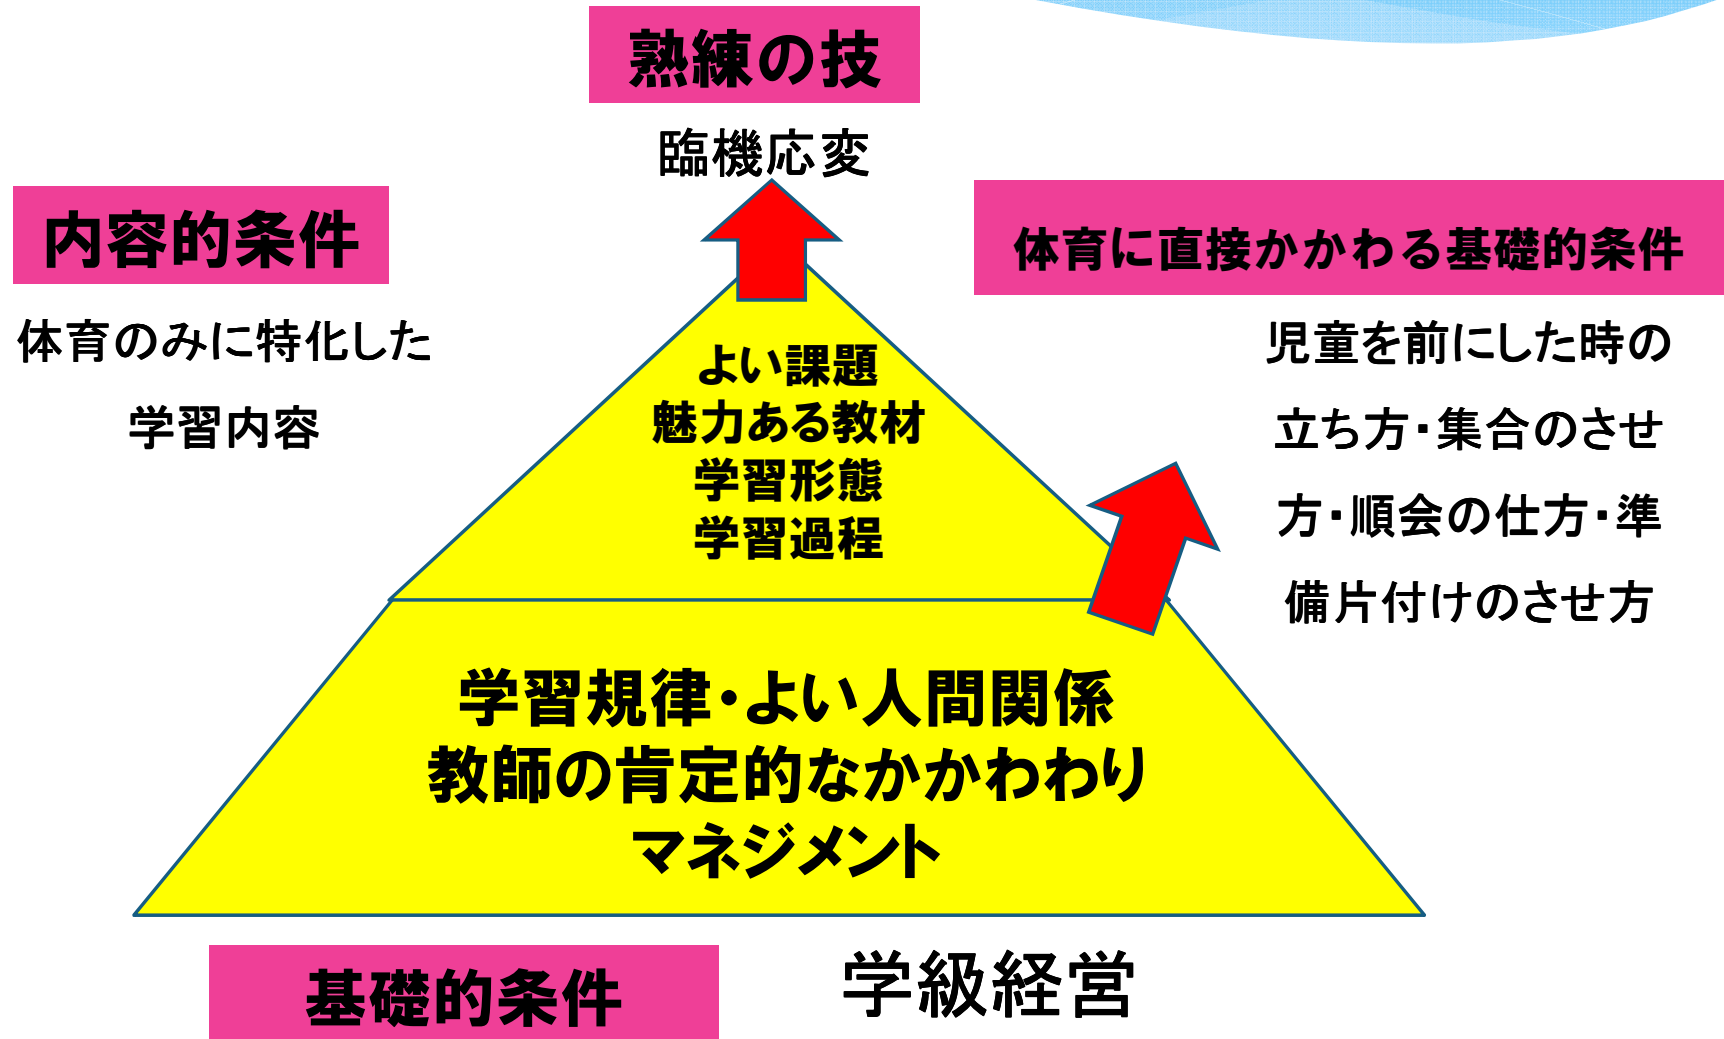 熟練の技
臨機応変
内容的条件
体育のみに特化した
学習内容
体育に直接かかわる基礎的条件
児童を前にした時の
立ち方・集合のさせ
方・順会の仕方・準
備片付けのさせ方
よい課題
魅力ある教材
学習形態
学習過程
学習規律・よい人間関係
教師の肯定的なかかわわり
マネジメント
基礎的条件
学級経営